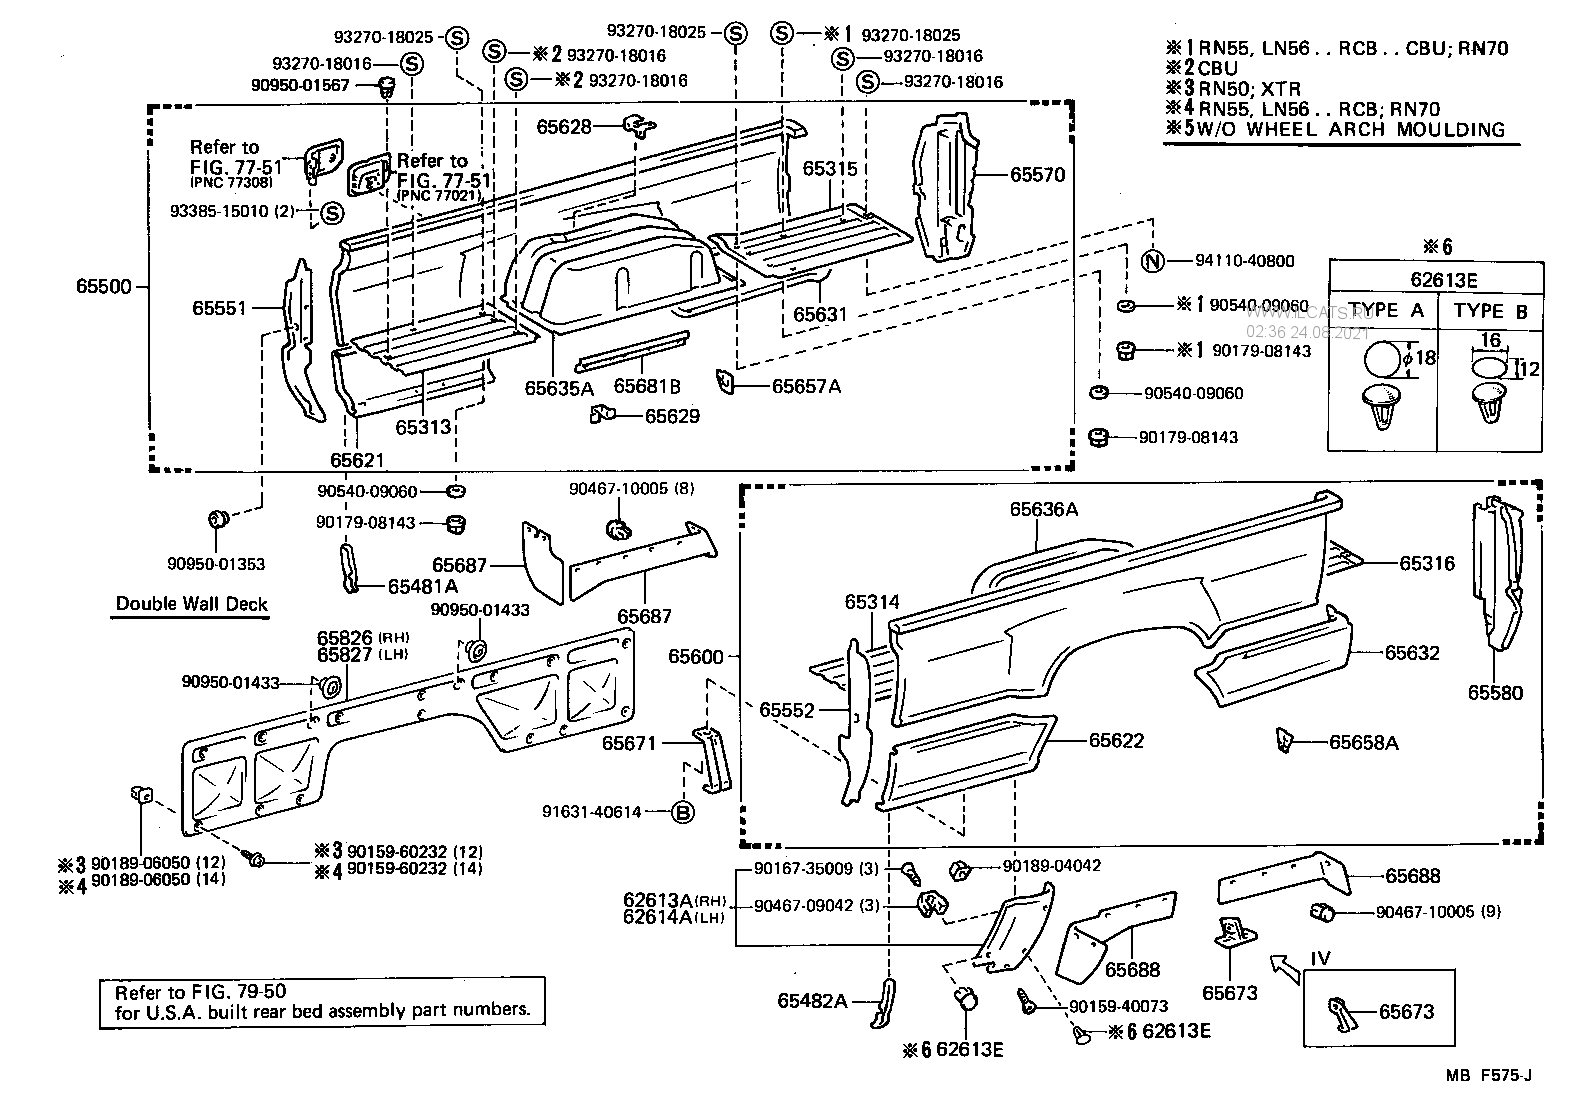 93270-18025
※2 93270-18016
93270-18016
※2 93270-18016
90950-01567
93270-18025
※1 93270-18025
93270-18016
93270-18016
※1 RN55, LN56 . . RCB . . CBU; RN70
※2 CBU
※3 RN50; XTR
※4 RN55, LN56 . . RCB; RN70
※5 W/O WHEEL ARCH MOULDING
65628
Refer to
FIG. 77-51
(PNC 77308)
Refer to
FIG. 77-51
(PNC 77021)
93385-15010 (2)
65315
65570
65500
65551
65631
94110-40800
※1 90540-09060
※1 90179-08143
90540-09060
90179-08143
※6
62613E
TYPE A
TYPE B
φ18
16
12
WWW.ELCATS.RU
02:36 24.08.2021
65635A
65681B
65657A
65629
65313
65621
90540-09060
90179-08143
90950-01353
65481A
90467-10005 (8)
65687
65687
Double Wall Deck
65826 (RH)
65827 (LH)
90950-01433
90950-01433
65636A
65316
65314
65600
65632
65580
65552
65622
65658A
65671
91631-40614
※3 90189-06050 (12)
※4 90189-06050 (14)
※3 90159-60232 (12)
※4 90159-60232 (14)
90167-35009 (3)
90189-04042
62613A (RH)
62614A (LH)
90467-09042 (3)
65688
90467-10005 (9)
65688
65673
IV
65673
65482A
90159-40073
※6 62613E
※6 62613E
Refer to FIG. 79-50
for U.S.A. built rear bed assembly part numbers.
S
S
S
S
S
S
S
S
S
N
B
MB F575-J